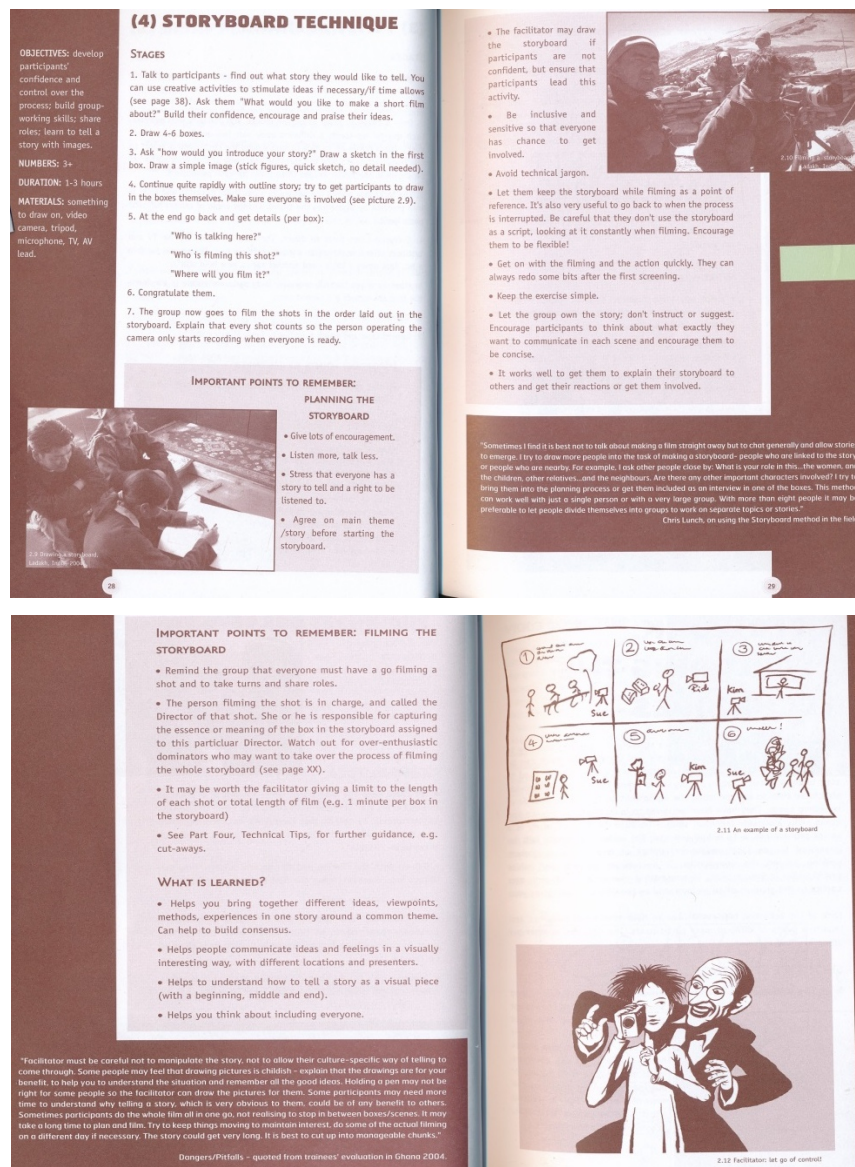 (4) STORYBOARD TECHNIQUE
OBJECTIVES: develop
participants'
confidence and
control over the
process; build group-
working skills; share
roles; learn to tell a
story with images.
NUMBERS: 3+
DURATION: 1-3 hours
MATERIALS: something
to draw on, video
camera, tripod,
microphone, TV, AV
lead.
STAGES
1. Talk to participants - find out what story they would like to tell. You
can use creative activities to stimulate ideas if necessary/if time allows
(see page 38). Ask them "What would you like to make a short film
about?" Build their confidence, encourage and praise their ideas.
2. Draw 4-6 boxes.
3. Ask "how would you introduce your story?" Draw a sketch in the first
box. Draw a simple image (stick figures, quick sketch, no detail needed).
4. Continue quite rapidly with outline story; try to get participants to draw
in the boxes themselves. Make sure everyone is involved (see picture 2.9).
5. At the end go back and get details (per box):
"Who is talking here?"
"Who is filming this shot?"
"Where will you film it?"
6. Congratulate them.
7. The group now goes to film the shots in the order laid out in the
storyboard. Explain that every shot counts so the person operating the
camera only starts recording when everyone is ready.
IMPORTANT POINTS TO REMEMBER:
PLANNING THE
STORYBOARD
• Give lots of encouragement.
• Listen more, talk less.
• Stress that everyone has a
story to tell and a right to be
listened to.
• Agree on main theme
/story before starting the
storyboard.
2.9 Drawing a storyboard,
28
• The facilitator may draw
the storyboard if
participants are not
confident, but ensure that
participants lead this
activity.
• Be inclusive and
sensitive so that everyone
has chance to get
involved.
• Avoid technical jargon.
2.10 Filming a storyboard
• Let them keep the storyboard while filming as a point of
reference. It's also very useful to go back to when the process
is interrupted. Be careful that they don't use the storyboard
as a script, looking at it constantly when filming. Encourage
them to be flexible!
• Get on with the filming and the action quickly. They can
always redo some bits after the first screening.
• Keep the exercise simple.
• Let the group own the story; don't instruct or suggest.
Encourage participants to think about what exactly they
want to communicate in each scene and encourage them to
be concise.
• It works well to get them to explain their storyboard to
others and get their reactions or get them involved.
"Sometimes I find it is best not to talk about making a film straight away but to chat generally and allow stories
to emerge. I try to draw more people into the task of making a storyboard- people who are linked to the story
or people who are nearby. For example, I ask other people close by: What is your role in this...the women, and
the children, other relatives...and the neighbours. Are there any other important characters involved? I try to
bring them into the planning process or get them included as an interview in one of the boxes. This method
can work well with just a single person or with a very large group. With more than eight people it may be
preferable to let people divide themselves into groups to work on separate topics or stories."
Chris Lunch, on using the Storyboard method in the field
29
IMPORTANT POINTS TO REMEMBER: FILMING THE
STORYBOARD
• Remind the group that everyone must have a go filming a
shot and to take turns and share roles.
• The person filming the shot is in charge, and called the
Director of that shot. She or he is responsible for capturing
the essence or meaning of the box in the storyboard assigned
to this particluar Director. Watch out for over-enthusiastic
dominators who may want to take over the process of filming
the whole storyboard (see page XX).
• It may be worth the facilitator giving a limit to the length
of each shot or total length of film (e.g. 1 minute per box in
the storyboard)
• See Part Four, Technical Tips, for further guidance, e.g.
cut-aways.
WHAT IS LEARNED?
• Helps you bring together different ideas, viewpoints,
methods, experiences in one story around a common theme.
Can help to build consensus.
• Helps people communicate ideas and feelings in a visually
interesting way, with different locations and presenters.
• Helps to understand how to tell a story as a visual piece
(with a beginning, middle and end).
• Helps you think about including everyone.
"Facilitator must be careful not to manipulate the story, not to allow their culture-specific way of telling to
come through. Some people may feel that drawing pictures is childish - explain that the drawings are for your
benefit, to help you to understand the situation and remember all the good ideas. Holding a pen may not be
right for some people so the facilitator can draw the pictures for them. Some participants may need more
time to understand why telling a story, which is very obvious to them, could be of any benefit to others.
Sometimes participants do the whole film all in one go, not realising to stop in between boxes/scenes. It may
take a long time to plan and film. Try to keep things moving to maintain interest, do some of the actual filming
on a different day if necessary. The story could get very long. It is best to cut up into manageable chunks."
Dangers/Pitfalls - quoted from trainees' evaluation in Ghana 2004.
1
Sue
2
Rid
3
Kim
4
Sue
5
Kim
6
Sue
2.11 An example of a storyboard
2.12 Facilitator: let go of control!